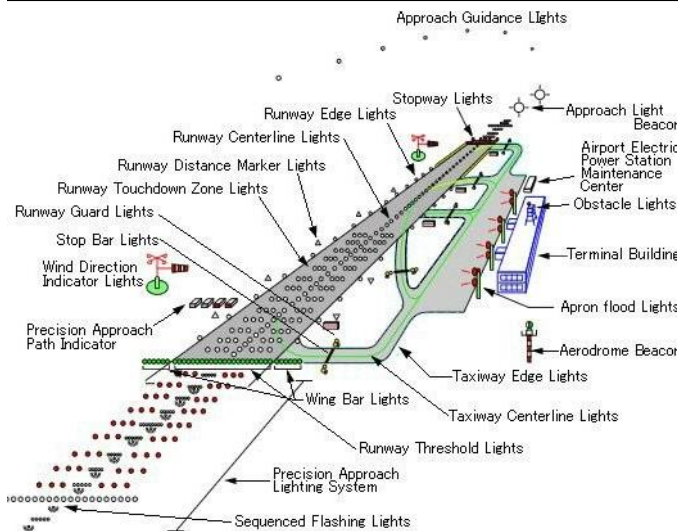 Approach Guidance Lights
Stopway Lights
Approach Light
Beacon
Runway Edge Lights
Runway Centerline Lights
Airport Electric
Power Station
Maintenance
Center
Runway Distance Marker Lights
Runway Touchdown Zone Lights
Obstacle Lights
Runway Guard Lights
Stop Bar Lights
Terminal Building
Wind Direction
Indicator Lights
Apron flood Lights
Precision Approach
Path Indicator
Aerodrome Beacon
Taxiway Edge Lights
Wing Bar Lights
Taxiway Centerline Lights
Runway Threshold Lights
Precision Approach
Lighting System
Sequenced Flashing Lights